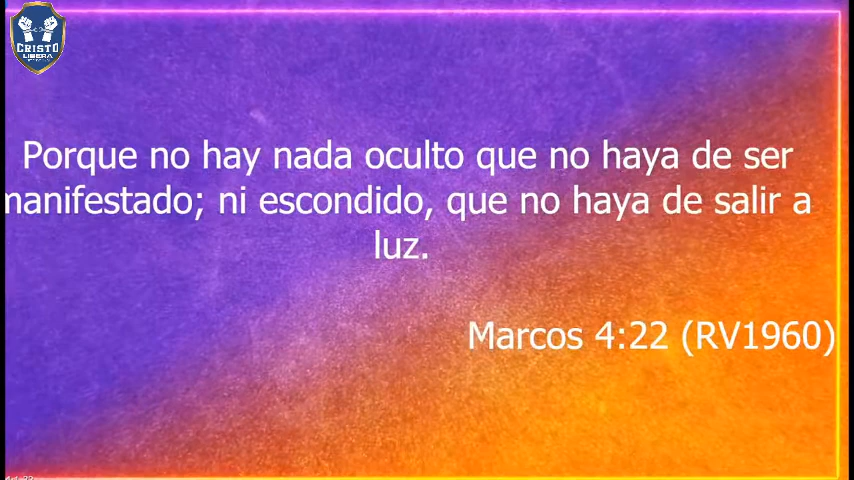 CRISTO
LIBERA
Porque no hay nada oculto que no haya de ser
manifestado; ni escondido, que no haya de salir a
luz.
Marcos 4:22 (RV1960)